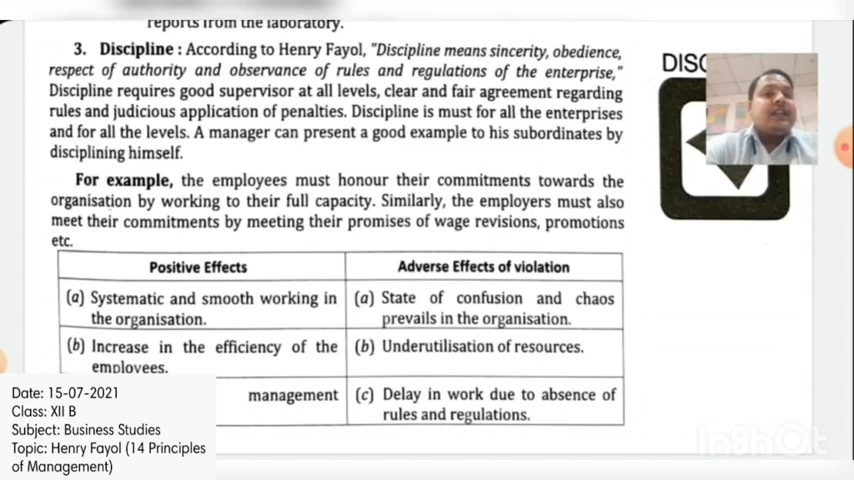 reports from the laboratory.
3. Discipline : According to Henry Fayol, "Discipline means sincerity, obedience,
respect of authority and observance of rules and regulations of the enterprise,"
Discipline requires good supervisor at all levels, clear and fair agreement regarding
rules and judicious application of penalties. Discipline is must for all the enterprises
and for all the levels. A manager can present a good example to his subordinates by
disciplining himself.
For example, the employees must honour their commitments towards the
organisation by working to their full capacity. Similarly, the employers must also
meet their commitments by meeting their promises of wage revisions, promotions
etc.
Positive Effects
Adverse Effects of violation
(a) Systematic and smooth working in
the organisation.
(a) State of confusion and chaos
prevails in the organisation.
(b) Increase in the efficiency of the
employees.
(b) Underutilisation of resources.
management
(c) Delay in work due to absence of
rules and regulations.
DISC
Date: 15-07-2021
Class: XII B
Subject: Business Studies
Topic: Henry Fayol (14 Principles
of Management)
InShot